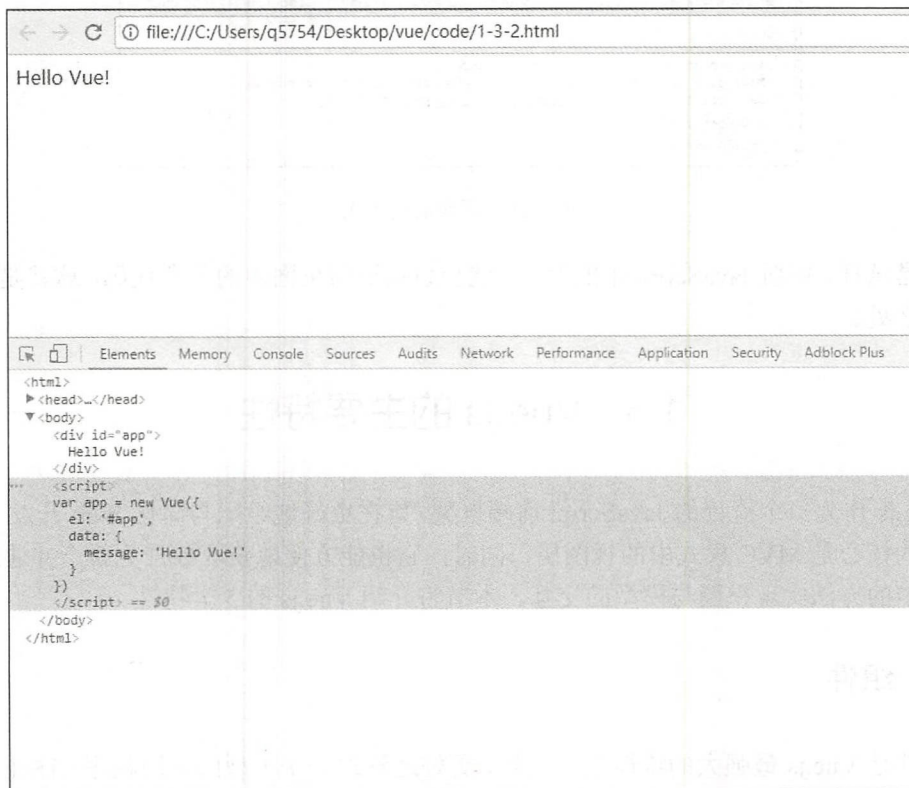 file:///C:/Users/q5754/Desktop/vue/code/1-3-2.html
Hello Vue!
Elements Memory Console Sources Audits Network Performance Application Security Adblock Plus
<html>
▶<head>…</head>
▼<body>
<div id="app">
Hello Vue!
</div>
<script>
var app = new Vue({
el: '#app',
data: {
message: 'Hello Vue!'
}
})
</script> == $0
</body>
</html>